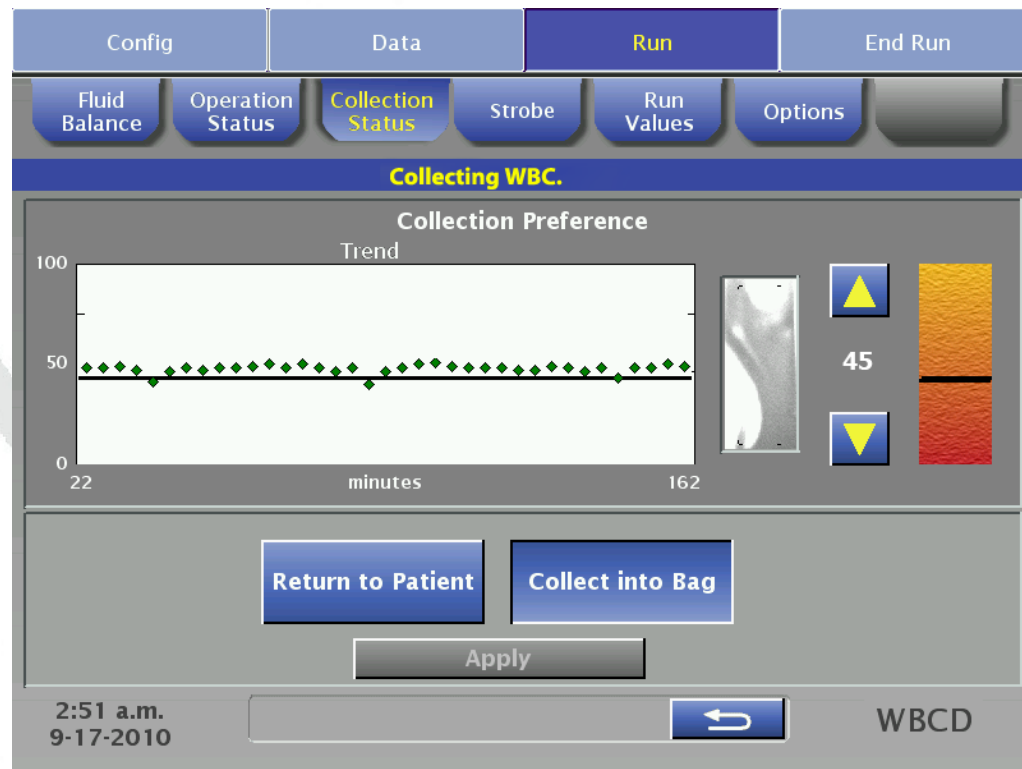 Config
Data
Run
End Run
Fluid
Balance
Operation
Status
Collection
Status
Strobe
Run
Values
Options
Collecting WBC.
Collection Preference
Trend
100
50
0
22
minutes
162
45
Return to Patient
Collect into Bag
Apply
2:51 a.m.
9-17-2010
WBCD